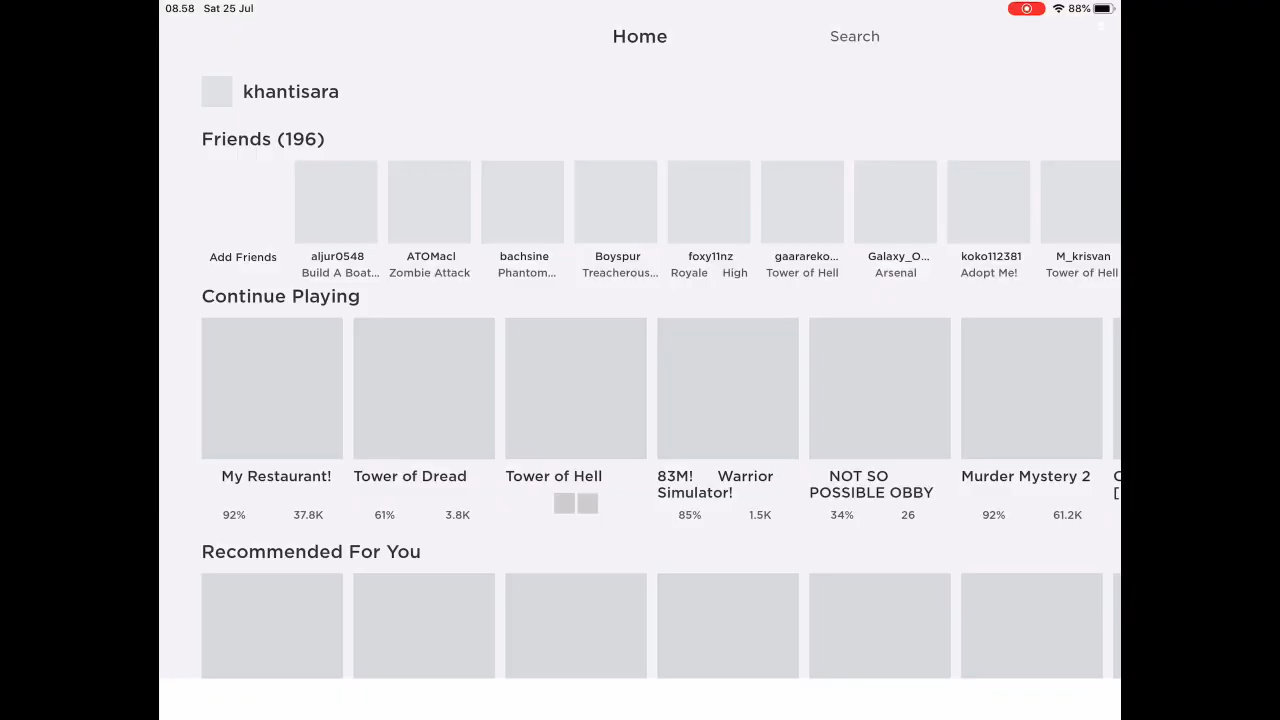 08.58 Sat 25 Jul 88%
Home Search
khantisara
Friends (196)
Add Friends aljur0548 ATOMacl bachsine Boyspur foxy11nz gaarareko... Galaxy_O... koko112381 M_krisvan
Build A Boat... Zombie Attack Phantom... Treacherous... Royale High Tower of Hell Arsenal Adopt Me! Tower of Hell
Continue Playing
My Restaurant! Tower of Dread Tower of Hell 83M! Warrior NOT SO Murder Mystery 2
Simulator! POSSIBLE OBBY
92% 37.8K 61% 3.8K 85% 1.5K 34% 26 92% 61.2K
Recommended For You